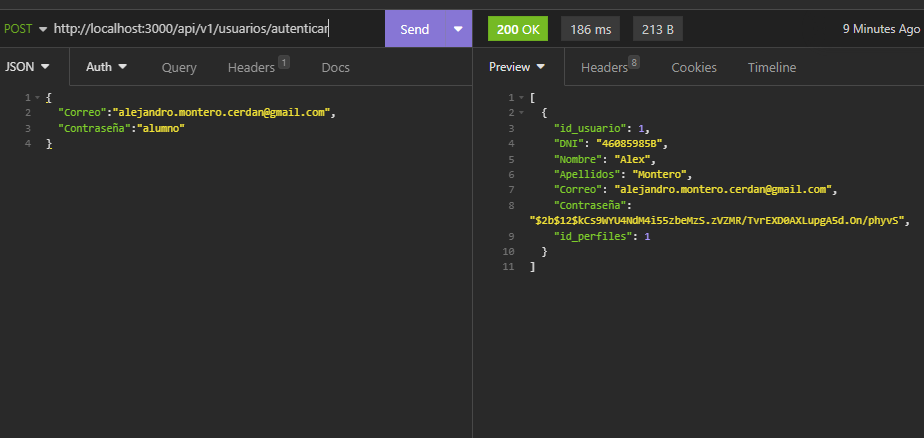 POST http://localhost:3000/api/v1/usuarios/autenticar Send 200 OK 186 ms 213 B 9 Minutes Ago
JSON Auth Query Headers 1 Docs Preview Headers 8 Cookies Timeline
1 {
2 "Correo":"alejandro.montero.cerdan@gmail.com",
3 "Contraseña":"alumno"
4 }
1 [
2 {
3 "id_usuario": 1,
4 "DNI": "46085985B",
5 "Nombre": "Alex",
6 "Apellidos": "Montero",
7 "Correo": "alejandro.montero.cerdan@gmail.com",
8 "Contraseña":
"$2b$12$kCs9WYU4NdM4i55zbeMzS.zVZMR/TvrEXD0AXLupgA5d.On/phyvS",
9 "id_perfiles": 1
10 }
11 ]